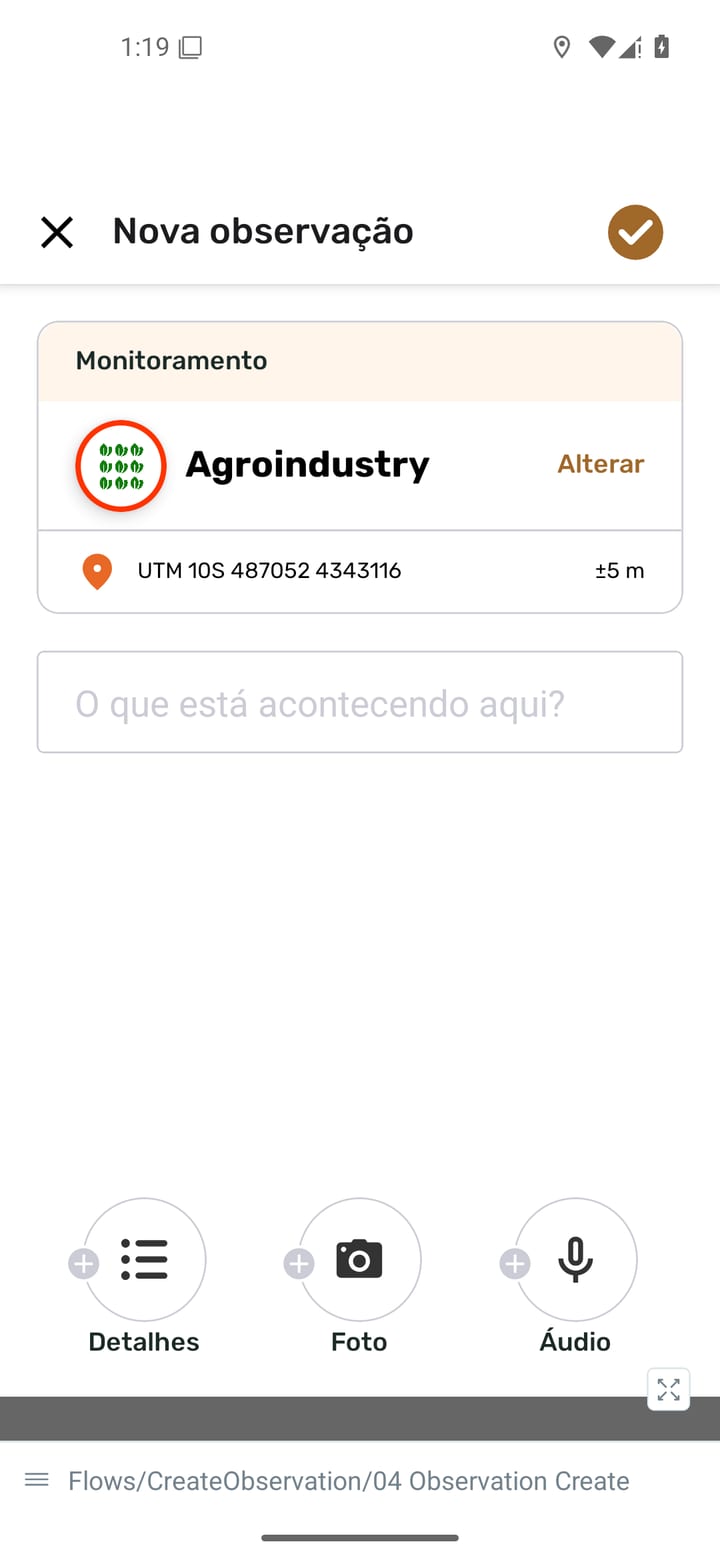 1:19
Nova observação
Monitoramento
Agroindustry
Alterar
UTM 10S 487052 4343116
±5 m
O que está acontecendo aqui?
Detalhes
Foto
Áudio
Flows/CreateObservation/04 Observation Create